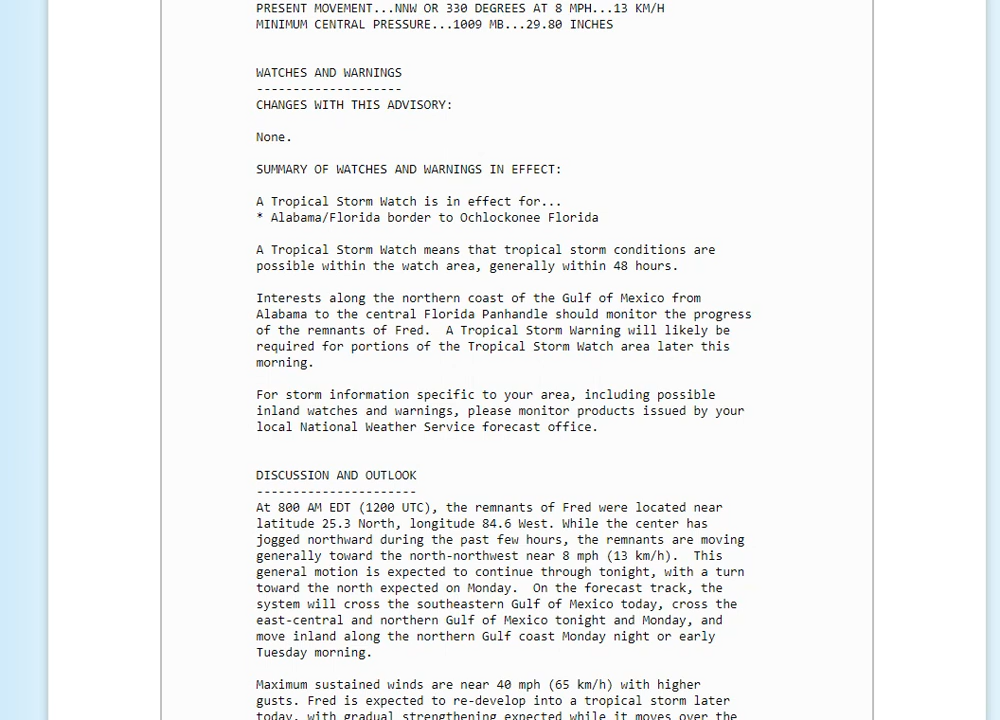 PRESENT MOVEMENT...NNW OR 330 DEGREES AT 8 MPH...13 KM/H
MINIMUM CENTRAL PRESSURE...1009 MB...29.80 INCHES
WATCHES AND WARNINGS
--------------------
CHANGES WITH THIS ADVISORY:
None.
SUMMARY OF WATCHES AND WARNINGS IN EFFECT:
A Tropical Storm Watch is in effect for...
* Alabama/Florida border to Ochlockonee Florida
A Tropical Storm Watch means that tropical storm conditions are
possible within the watch area, generally within 48 hours.
Interests along the northern coast of the Gulf of Mexico from
Alabama to the central Florida Panhandle should monitor the progress
of the remnants of Fred.  A Tropical Storm Warning will likely be
required for portions of the Tropical Storm Watch area later this
morning.
For storm information specific to your area, including possible
inland watches and warnings, please monitor products issued by your
local National Weather Service forecast office.
DISCUSSION AND OUTLOOK
----------------------
At 800 AM EDT (1200 UTC), the remnants of Fred were located near
latitude 25.3 North, longitude 84.6 West. While the center has
jogged northward during the past few hours, the remnants are moving
generally toward the north-northwest near 8 mph (13 km/h).  This
general motion is expected to continue through tonight, with a turn
toward the north expected on Monday.  On the forecast track, the
system will cross the southeastern Gulf of Mexico today, cross the
east-central and northern Gulf of Mexico tonight and Monday, and
move inland along the northern Gulf coast Monday night or early
Tuesday morning.
Maximum sustained winds are near 40 mph (65 km/h) with higher
gusts. Fred is expected to re-develop into a tropical storm later
today, with gradual strengthening expected while it moves over the